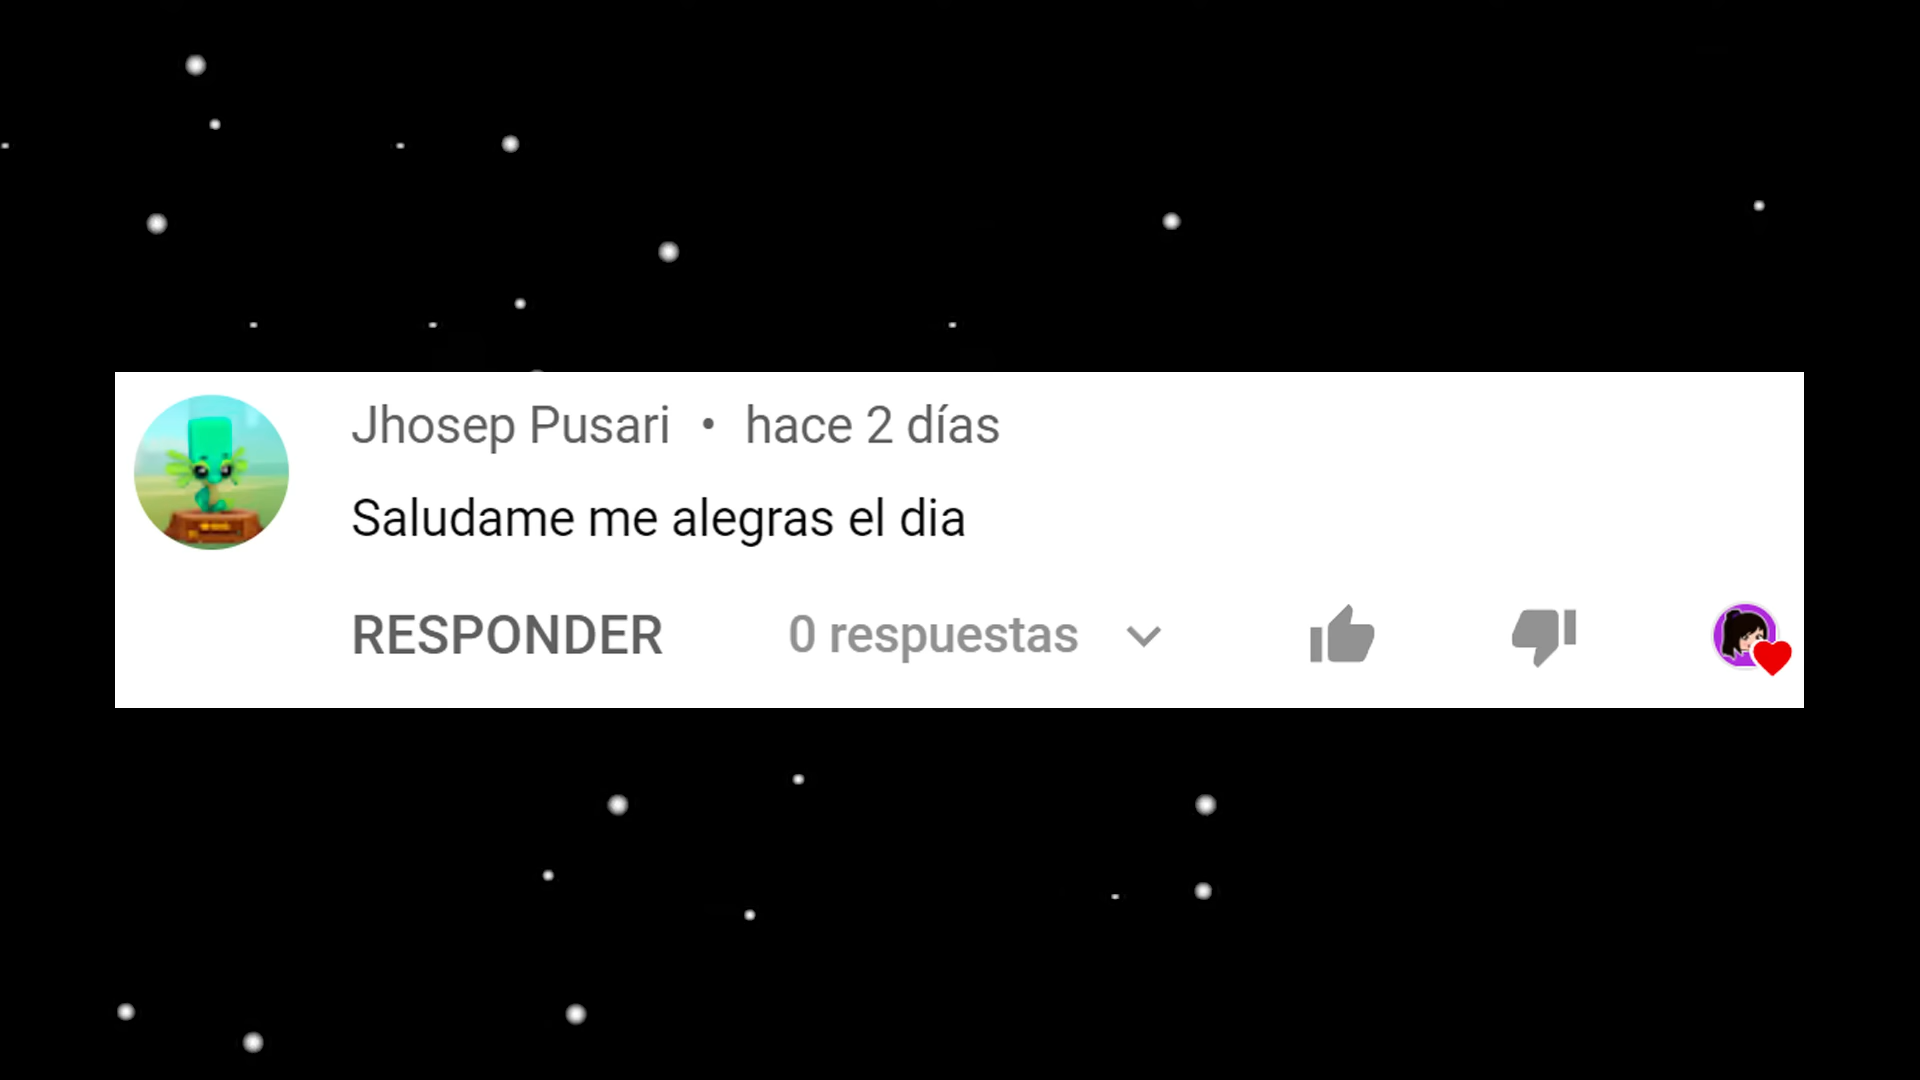 Jhosep Pusari • hace 2 días
Saludame me alegras el dia
RESPONDER 0 respuestas